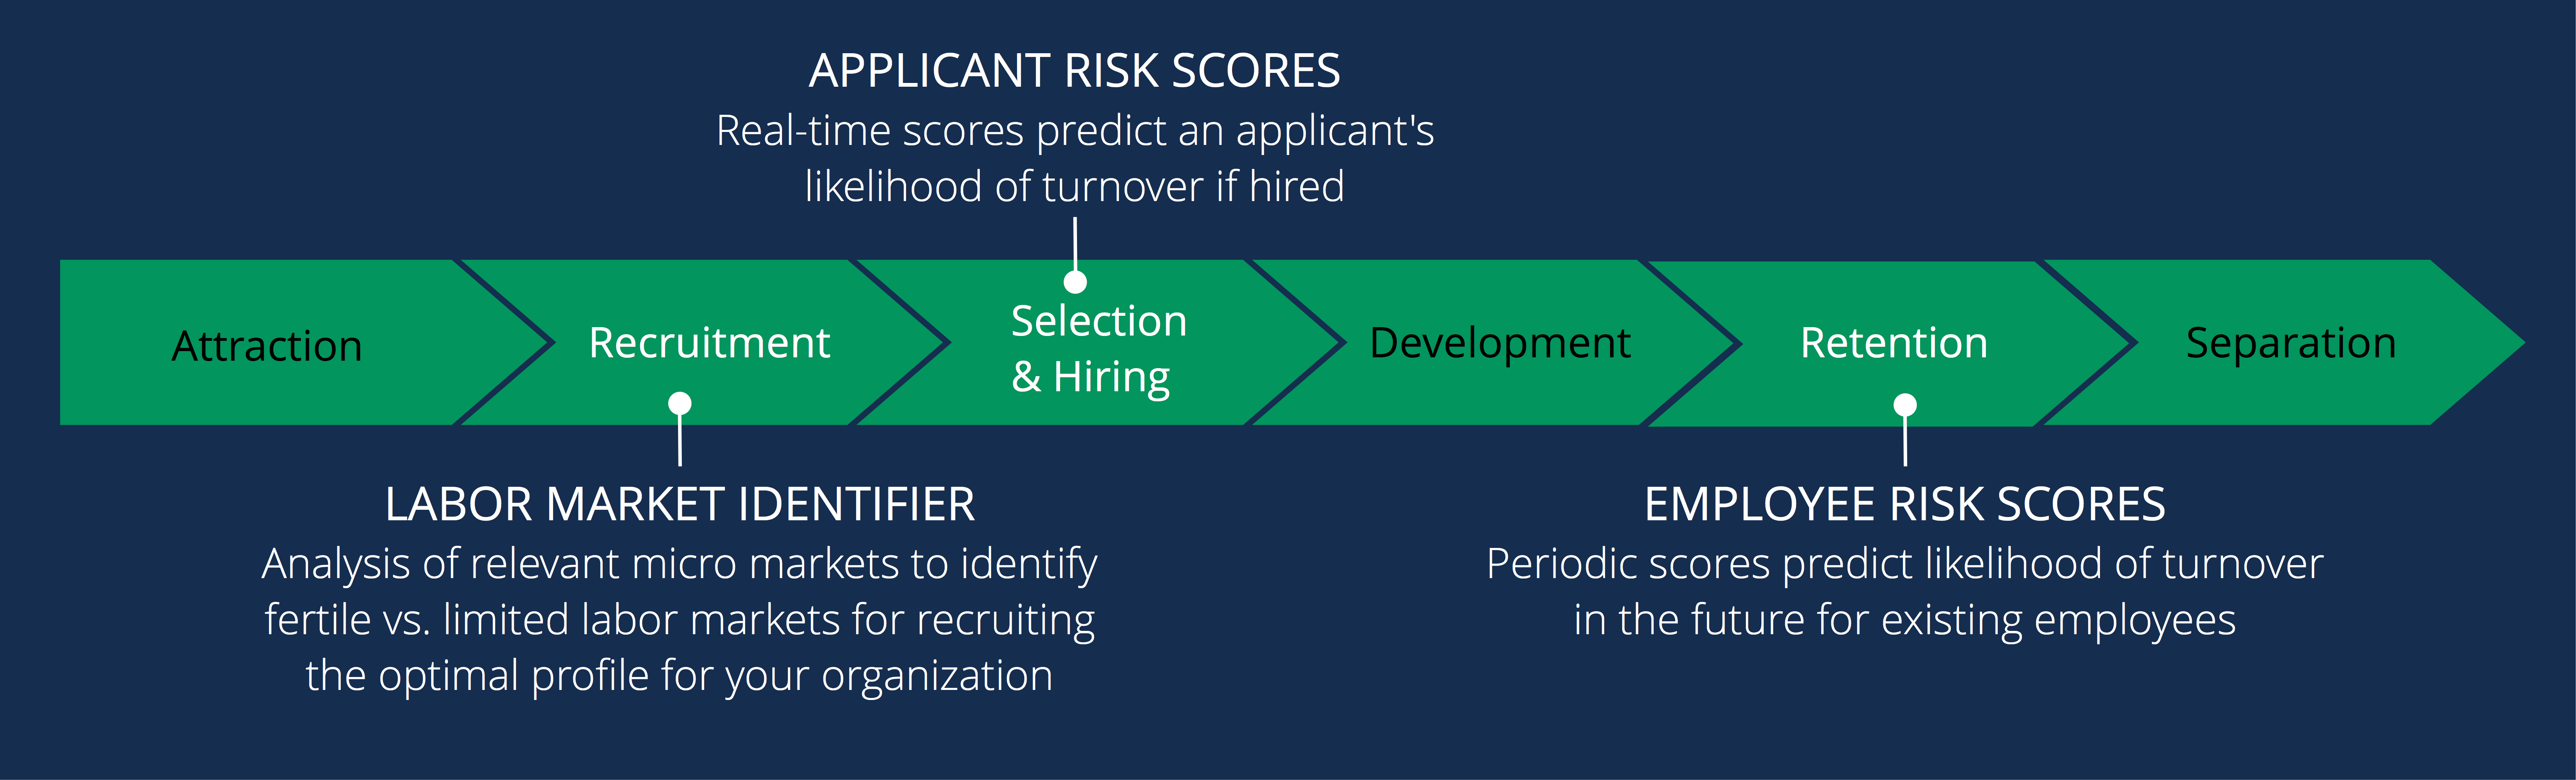 APPLICANT RISK SCORES
Real-time scores predict an applicant's
likelihood of turnover if hired
Attraction
Recruitment
Selection
& Hiring
Development
Retention
Separation
LABOR MARKET IDENTIFIER
Analysis of relevant micro markets to identify
fertile vs. limited labor markets for recruiting
the optimal profile for your organization
EMPLOYEE RISK SCORES
Periodic scores predict likelihood of turnover
in the future for existing employees